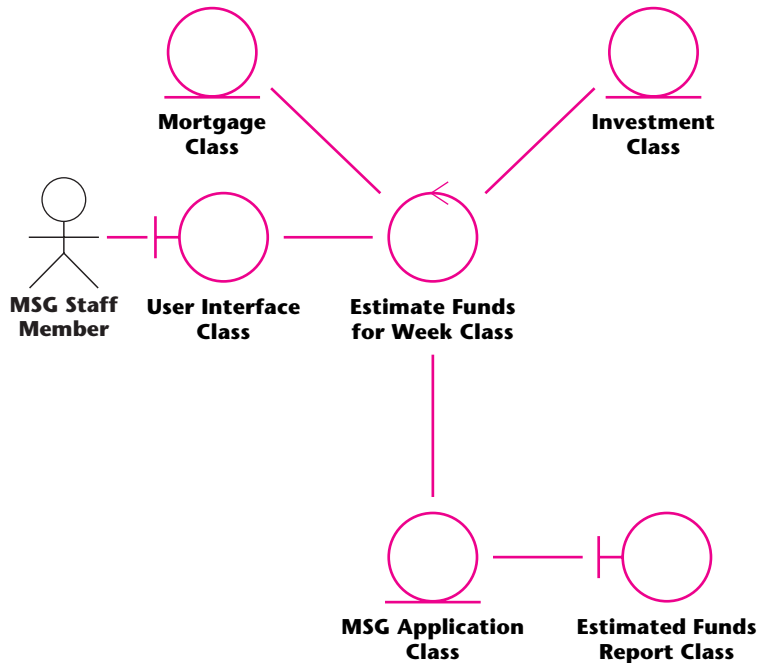 Mortgage
Class
Investment
Class
MSG Staff
Member
User Interface
Class
Estimate Funds
for Week Class
MSG Application
Class
Estimated Funds
Report Class